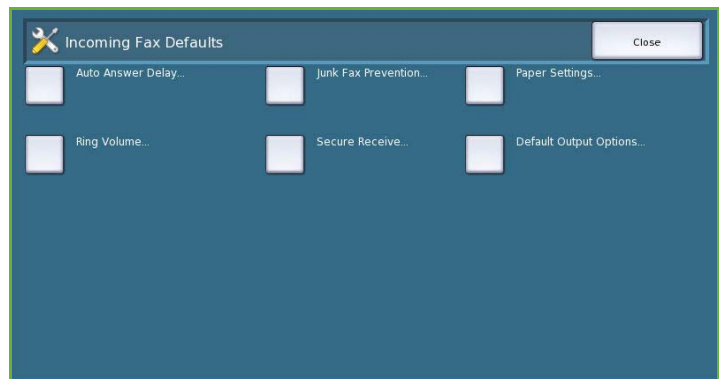 Incoming Fax Defaults
Close
Auto Answer Delay...
Junk Fax Prevention...
Paper Settings...
Ring Volume...
Secure Receive...
Default Output Options...